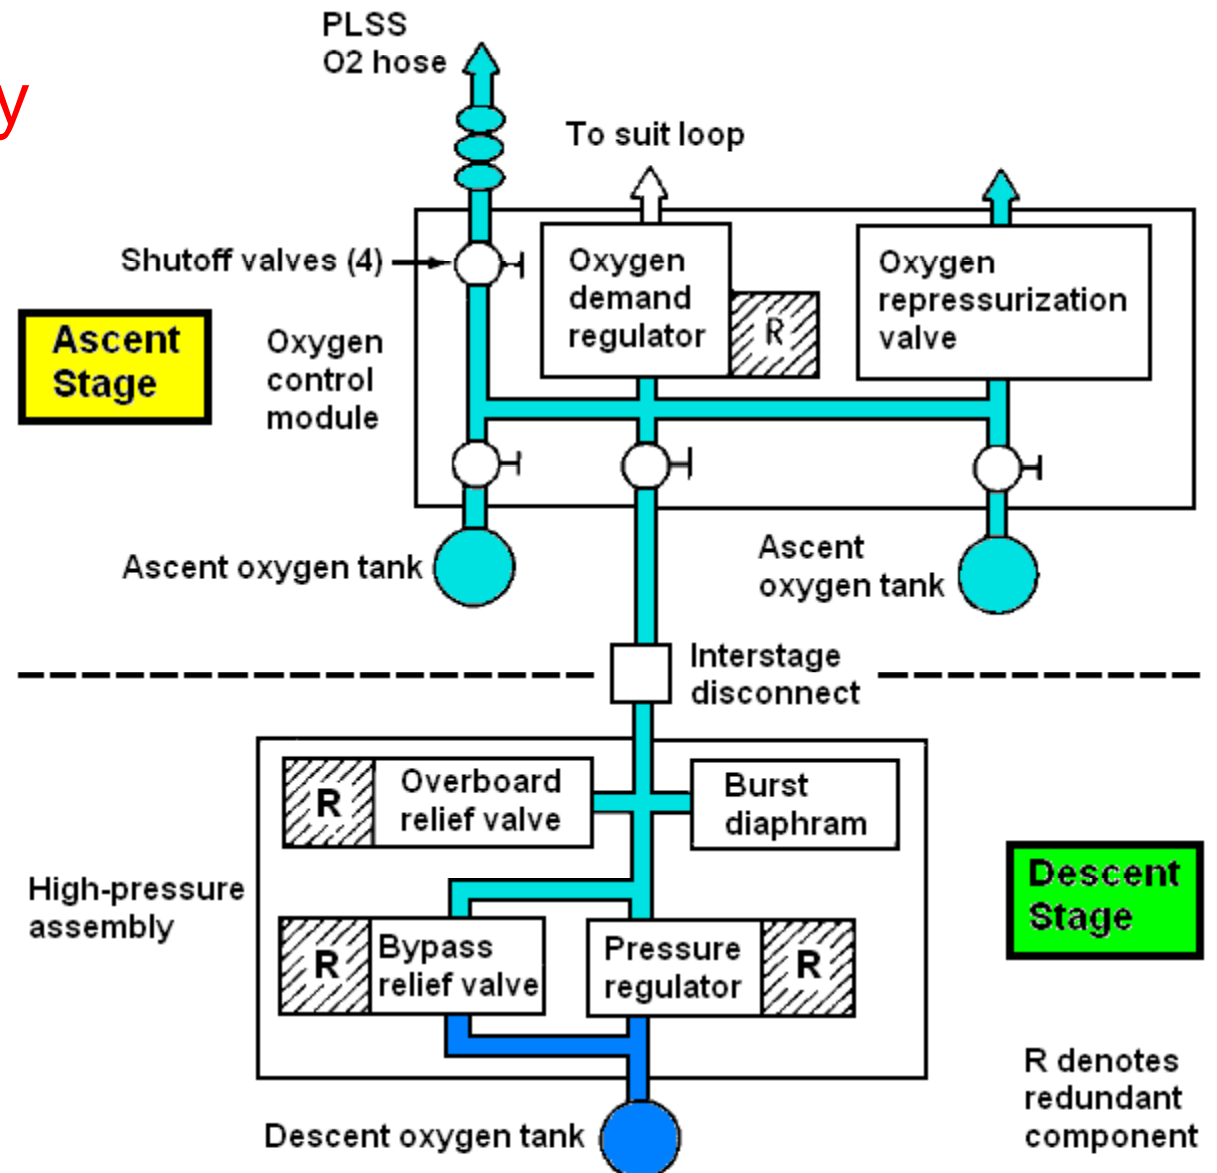 PLSS
O2 hose
y
To suit loop
Shutoff valves (4)
Oxygen
demand
regulator
R
Oxygen
repressurization
valve
Ascent
Stage
Oxygen
control
module
Ascent oxygen tank
Ascent
oxygen tank
Interstage
disconnect
R
Overboard
relief valve
Burst
diaphram
High-pressure
assembly
Descent
Stage
R
Bypass
relief valve
Pressure
regulator
R
Descent oxygen tank
R denotes
redundant
component